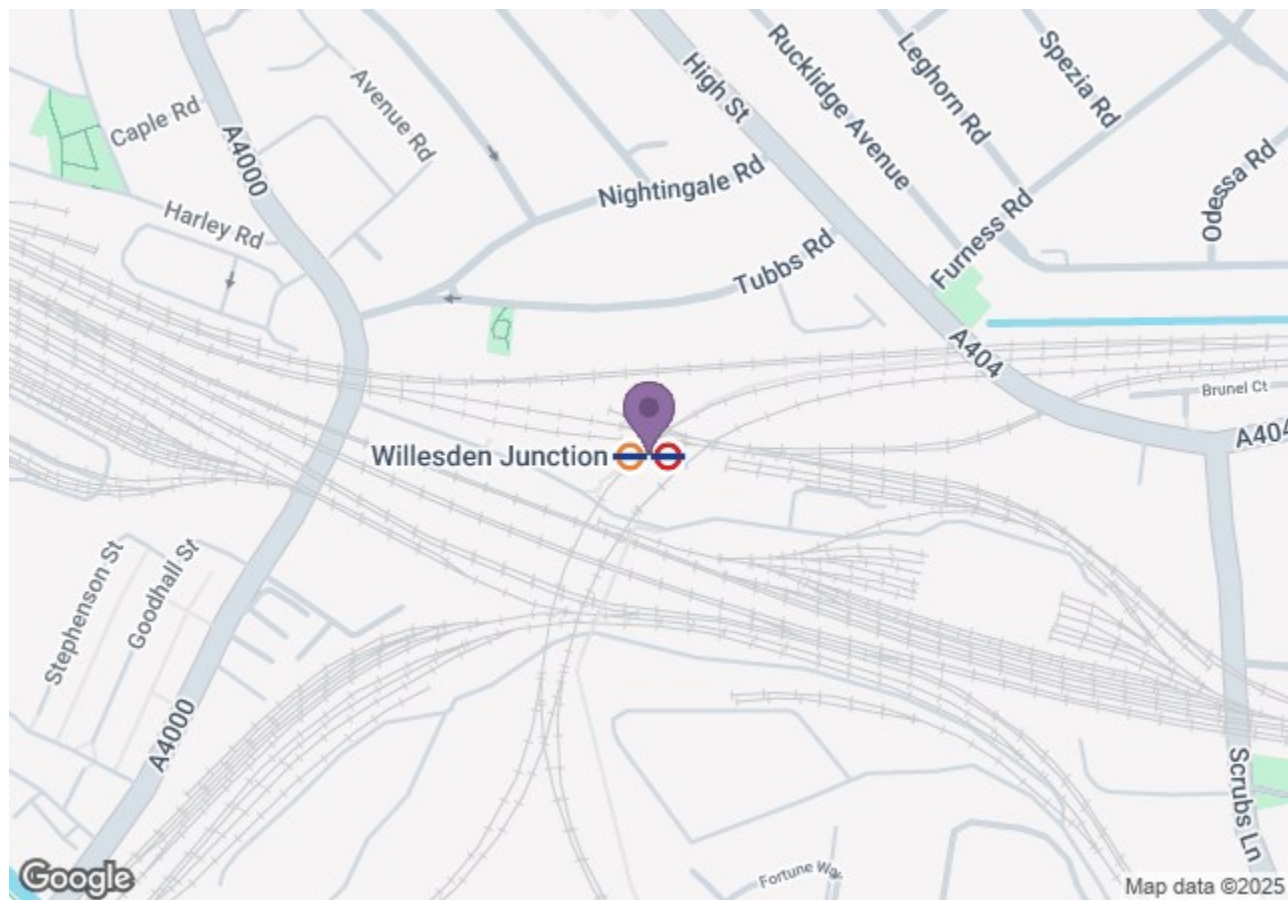 High St
Rucklidge Avenue
Leghorn Rd
Spezia Rd
Avenue Rd
Caple Rd
A4000
Nightingale Rd
Odessa Rd
Harley Rd
Furness Rd
Tubbs Rd
A404
Brunel Ct
A404
Willesden Junction
Stephenson St
Goodhall St
A4000
Scrubs Ln
Fortune Way
Google
Map data ©2025